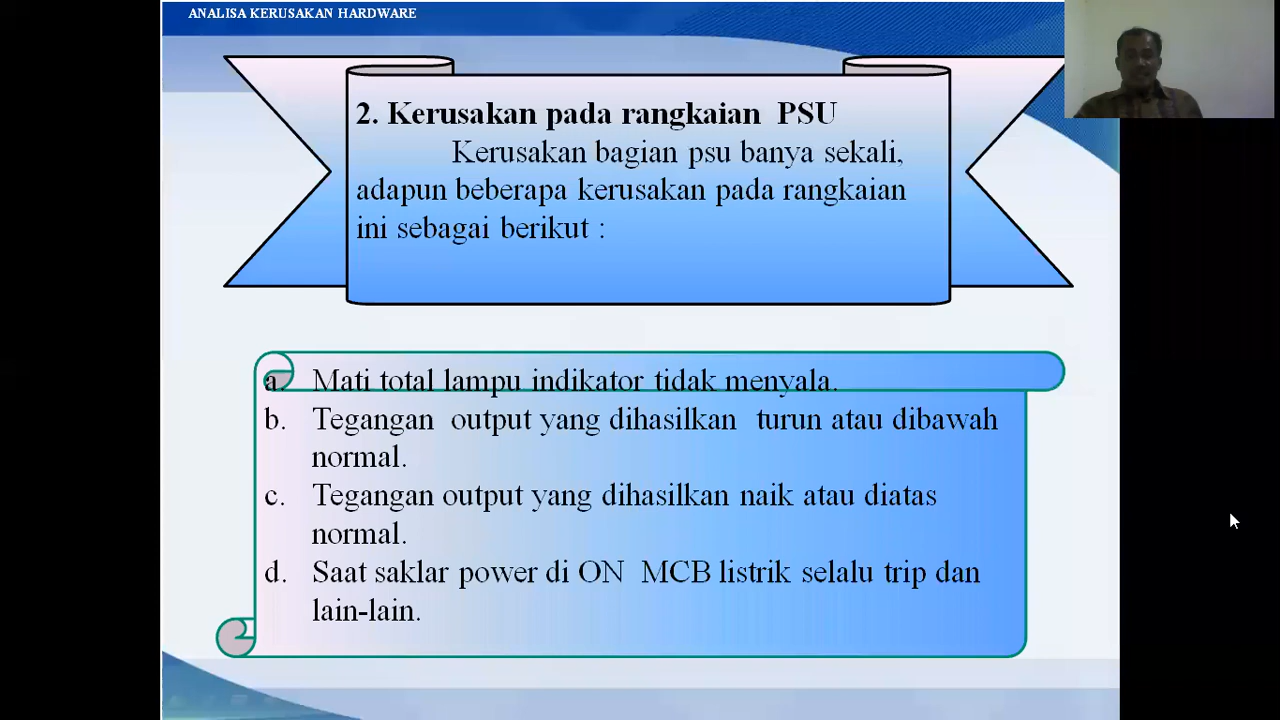 ANALISA KERUSAKAN HARDWARE
2. Kerusakan pada rangkaian PSU
Kerusakan bagian psu banya sekali,
adapun beberapa kerusakan pada rangkaian
ini sebagai berikut :
a. Mati total lampu indikator tidak menyala.
b. Tegangan output yang dihasilkan turun atau dibawah
normal.
c. Tegangan output yang dihasilkan naik atau diatas
normal.
d. Saat saklar power di ON MCB listrik selalu trip dan
lain-lain.